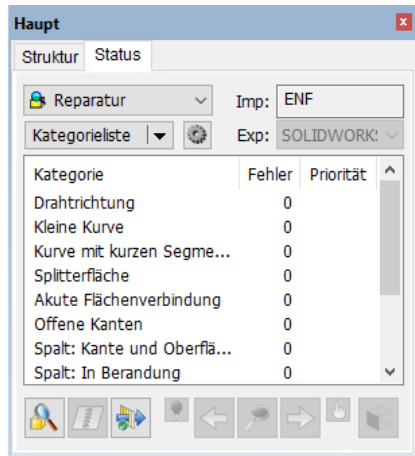 Haupt
Struktur Status
Reparatur Imp: ENF
Kategorieliste Exp: SOLIDWORKS
Kategorie Fehler Priorität
Drahtrichtung 0
Kleine Kurve 0
Kurve mit kurzen Segme... 0
Splitterfläche 0
Akute Flächenverbindung 0
Offene Kanten 0
Spalt: Kante und Oberflä... 0
Spalt: In Berandung 0